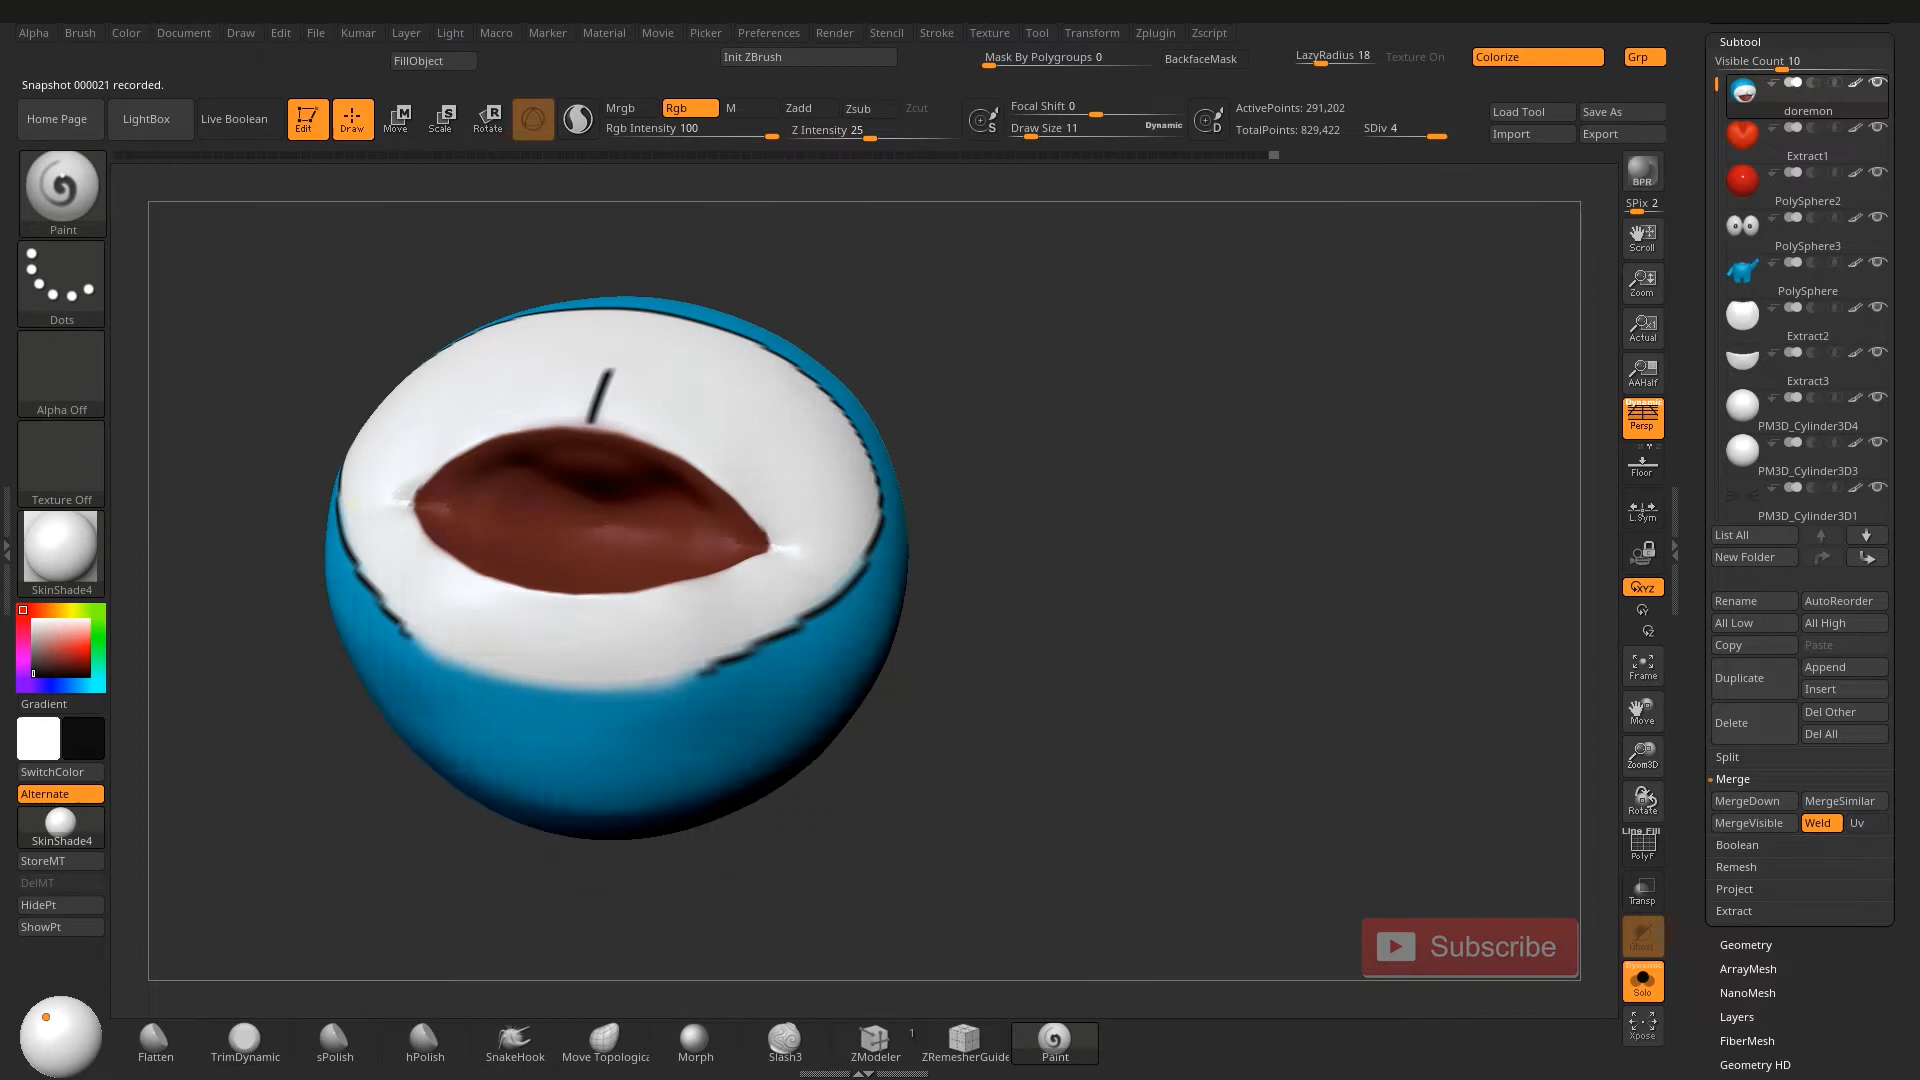 Alpha Brush Color Document Draw Edit File Kumar Layer Light Macro Marker Material Movie Picker Preferences Render Stencil Stroke Texture Tool Transform Zplugin Zscript
FillObject
Init ZBrush
Mask By Polygroups 0
BackfaceMask
LazyRadius 18
Texture On
Colorize
Grp
Snapshot 000021 recorded.
Home Page
LightBox
Live Boolean
Edit
Draw
Move
Scale
Rotate
Mrgb
Rgb
M
Zadd
Zsub
Zcut
Rgb Intensity 100
Z Intensity 25
S
Focal Shift 0
Draw Size 11
Dynamic
D
ActivePoints: 291,202
TotalPoints: 829,422
SDiv 4
Load Tool
Save As
Import
Export
Paint
Dots
Alpha Off
Texture Off
SkinShade4
Gradient
SwitchColor
Alternate
SkinShade4
StoreMT
DelMT
HidePt
ShowPt
BPR
SPix 2
Scroll
Zoom
Actual
AAHalf
Dynamic
Persp
Floor
L.Sym
XYZ
Y
Z
Frame
Move
Zoom3D
Rotate
Line Fill
PolyF
Transp
Ghost
Dynamic
Solo
Xpose
Subtool
Visible Count 10
doremon
Extract1
PolySphere2
PolySphere3
PolySphere
Extract2
Extract3
PM3D_Cylinder3D4
PM3D_Cylinder3D3
PM3D_Cylinder3D1
List All
New Folder
Rename
AutoReorder
All Low
All High
Copy
Paste
Duplicate
Append
Insert
Delete
Del Other
Del All
Split
Merge
MergeDown
MergeSimilar
MergeVisible
Weld
Uv
Boolean
Remesh
Project
Extract
Geometry
ArrayMesh
NanoMesh
Layers
FiberMesh
Geometry HD
Subscribe
Flatten
TrimDynamic
sPolish
hPolish
SnakeHook
Move Topologica
Morph
Slash3
ZModeler
1
ZRemesherGuide
Paint